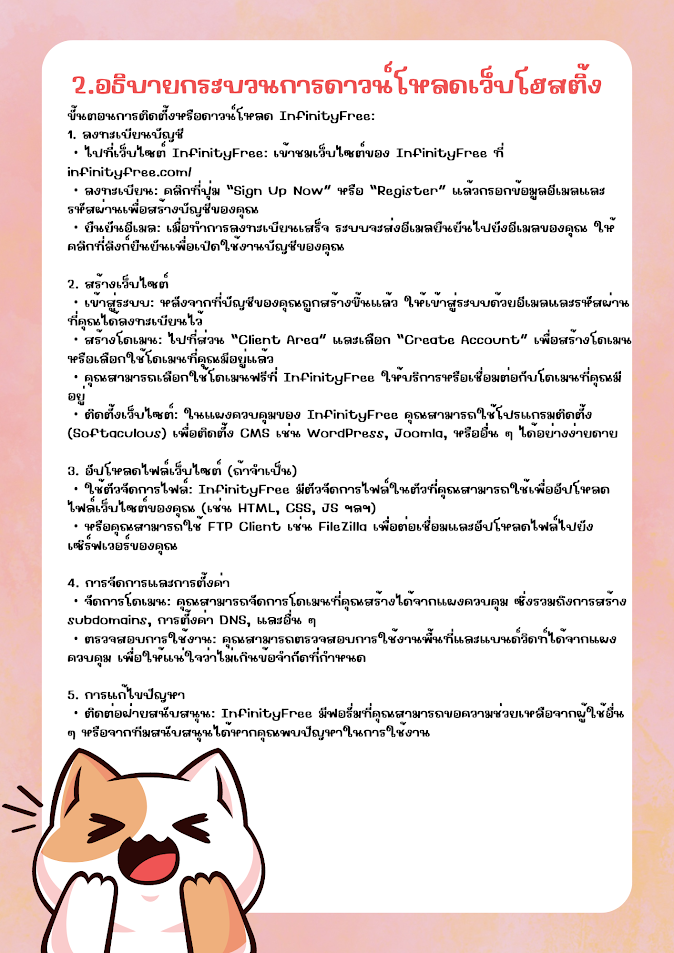 2.อธิบายกระบวนการดาวน์โหลดเว็บโฮสติ้ง
ขั้นตอนการติดตั้งหรือดาวน์โหลด InfinityFree:
1. ลงทะเบียนบัญชี
• ไปที่เว็บไซต์ InfinityFree: เข้าชมเว็บไซต์ของ InfinityFree ที่
infinityfree.com/
• ลงทะเบียน: คลิกที่ปุ่ม “Sign Up Now” หรือ “Register” แล้วกรอกข้อมูลอีเมลและ
รหัสผ่านเพื่อสร้างบัญชีของคุณ
• ยืนยันอีเมล: เมื่อทำการลงทะเบียนเสร็จ ระบบจะส่งอีเมลยืนยันไปยังอีเมลของคุณ ให้
คลิกที่ลิงก์ยืนยันเพื่อเปิดใช้งานบัญชีของคุณ
2. สร้างเว็บไซต์
• เข้าสู่ระบบ: หลังจากที่บัญชีของคุณถูกสร้างขึ้นแล้ว ให้เข้าสู่ระบบด้วยอีเมลและรหัสผ่าน
ที่คุณได้ลงทะเบียนไว้
• สร้างโดเมน: ไปที่ส่วน “Client Area” และเลือก “Create Account” เพื่อสร้างโดเมน
หรือเลือกใช้โดเมนที่คุณมีอยู่แล้ว
• คุณสามารถเลือกใช้โดเมนฟรีที่ InfinityFree ให้บริการหรือเชื่อมต่อกับโดเมนที่คุณมี
อยู่
• ติดตั้งเว็บไซต์: ในแผงควบคุมของ InfinityFree คุณสามารถใช้โปรแกรมติดตั้ง
(Softaculous) เพื่อติดตั้ง CMS เช่น WordPress, Joomla, หรืออื่น ๆ ได้อย่างง่ายดาย
3. อัปโหลดไฟล์เว็บไซต์ (ถ้าจำเป็น)
• ใช้ตัวจัดการไฟล์: InfinityFree มีตัวจัดการไฟล์ในตัวที่คุณสามารถใช้เพื่ออัปโหลด
ไฟล์เว็บไซต์ของคุณ (เช่น HTML, CSS, JS ฯลฯ)
• หรือคุณสามารถใช้ FTP Client เช่น FileZilla เพื่อต่อเชื่อมและอัปโหลดไฟล์ไปยัง
เซิร์ฟเวอร์ของคุณ
4. การจัดการและการตั้งค่า
• จัดการโดเมน: คุณสามารถจัดการโดเมนที่คุณสร้างได้จากแผงควบคุม ซึ่งรวมถึงการสร้าง
subdomains, การตั้งค่า DNS, และอื่น ๆ
• ตรวจสอบการใช้งาน: คุณสามารถตรวจสอบการใช้งานพื้นที่และแบนด์วิดท์ได้จากแผง
ควบคุม เพื่อให้แน่ใจว่าไม่เกินข้อจำกัดที่กำหนด
5. การแก้ไขปัญหา
• ติดต่อฝ่ายสนับสนุน: InfinityFree มีฟอรั่มที่คุณสามารถขอความช่วยเหลือจากผู้ใช้อื่น
ๆ หรือจากทีมสนับสนุนได้หากคุณพบปัญหาในการใช้งาน